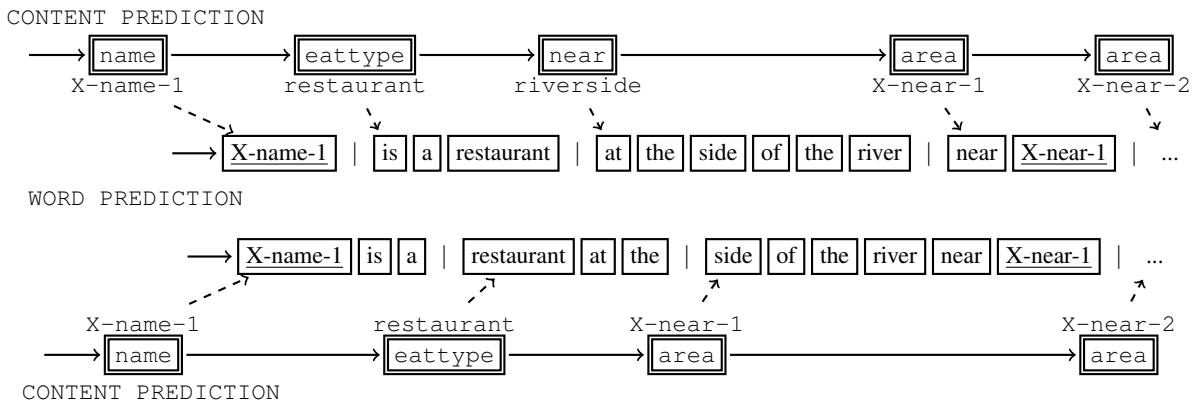 CONTENT PREDICTION
name eattype near area area
X-name-1 restaurant riverside X-near-1 X-near-2
X-name-1 | is a restaurant | at the side of the river | near X-near-1 | ...
WORD PREDICTION
X-name-1 is a | restaurant at the | side of the river near X-near-1 | ...
X-name-1 restaurant X-near-1 X-near-2
name eattype area area
CONTENT PREDICTION